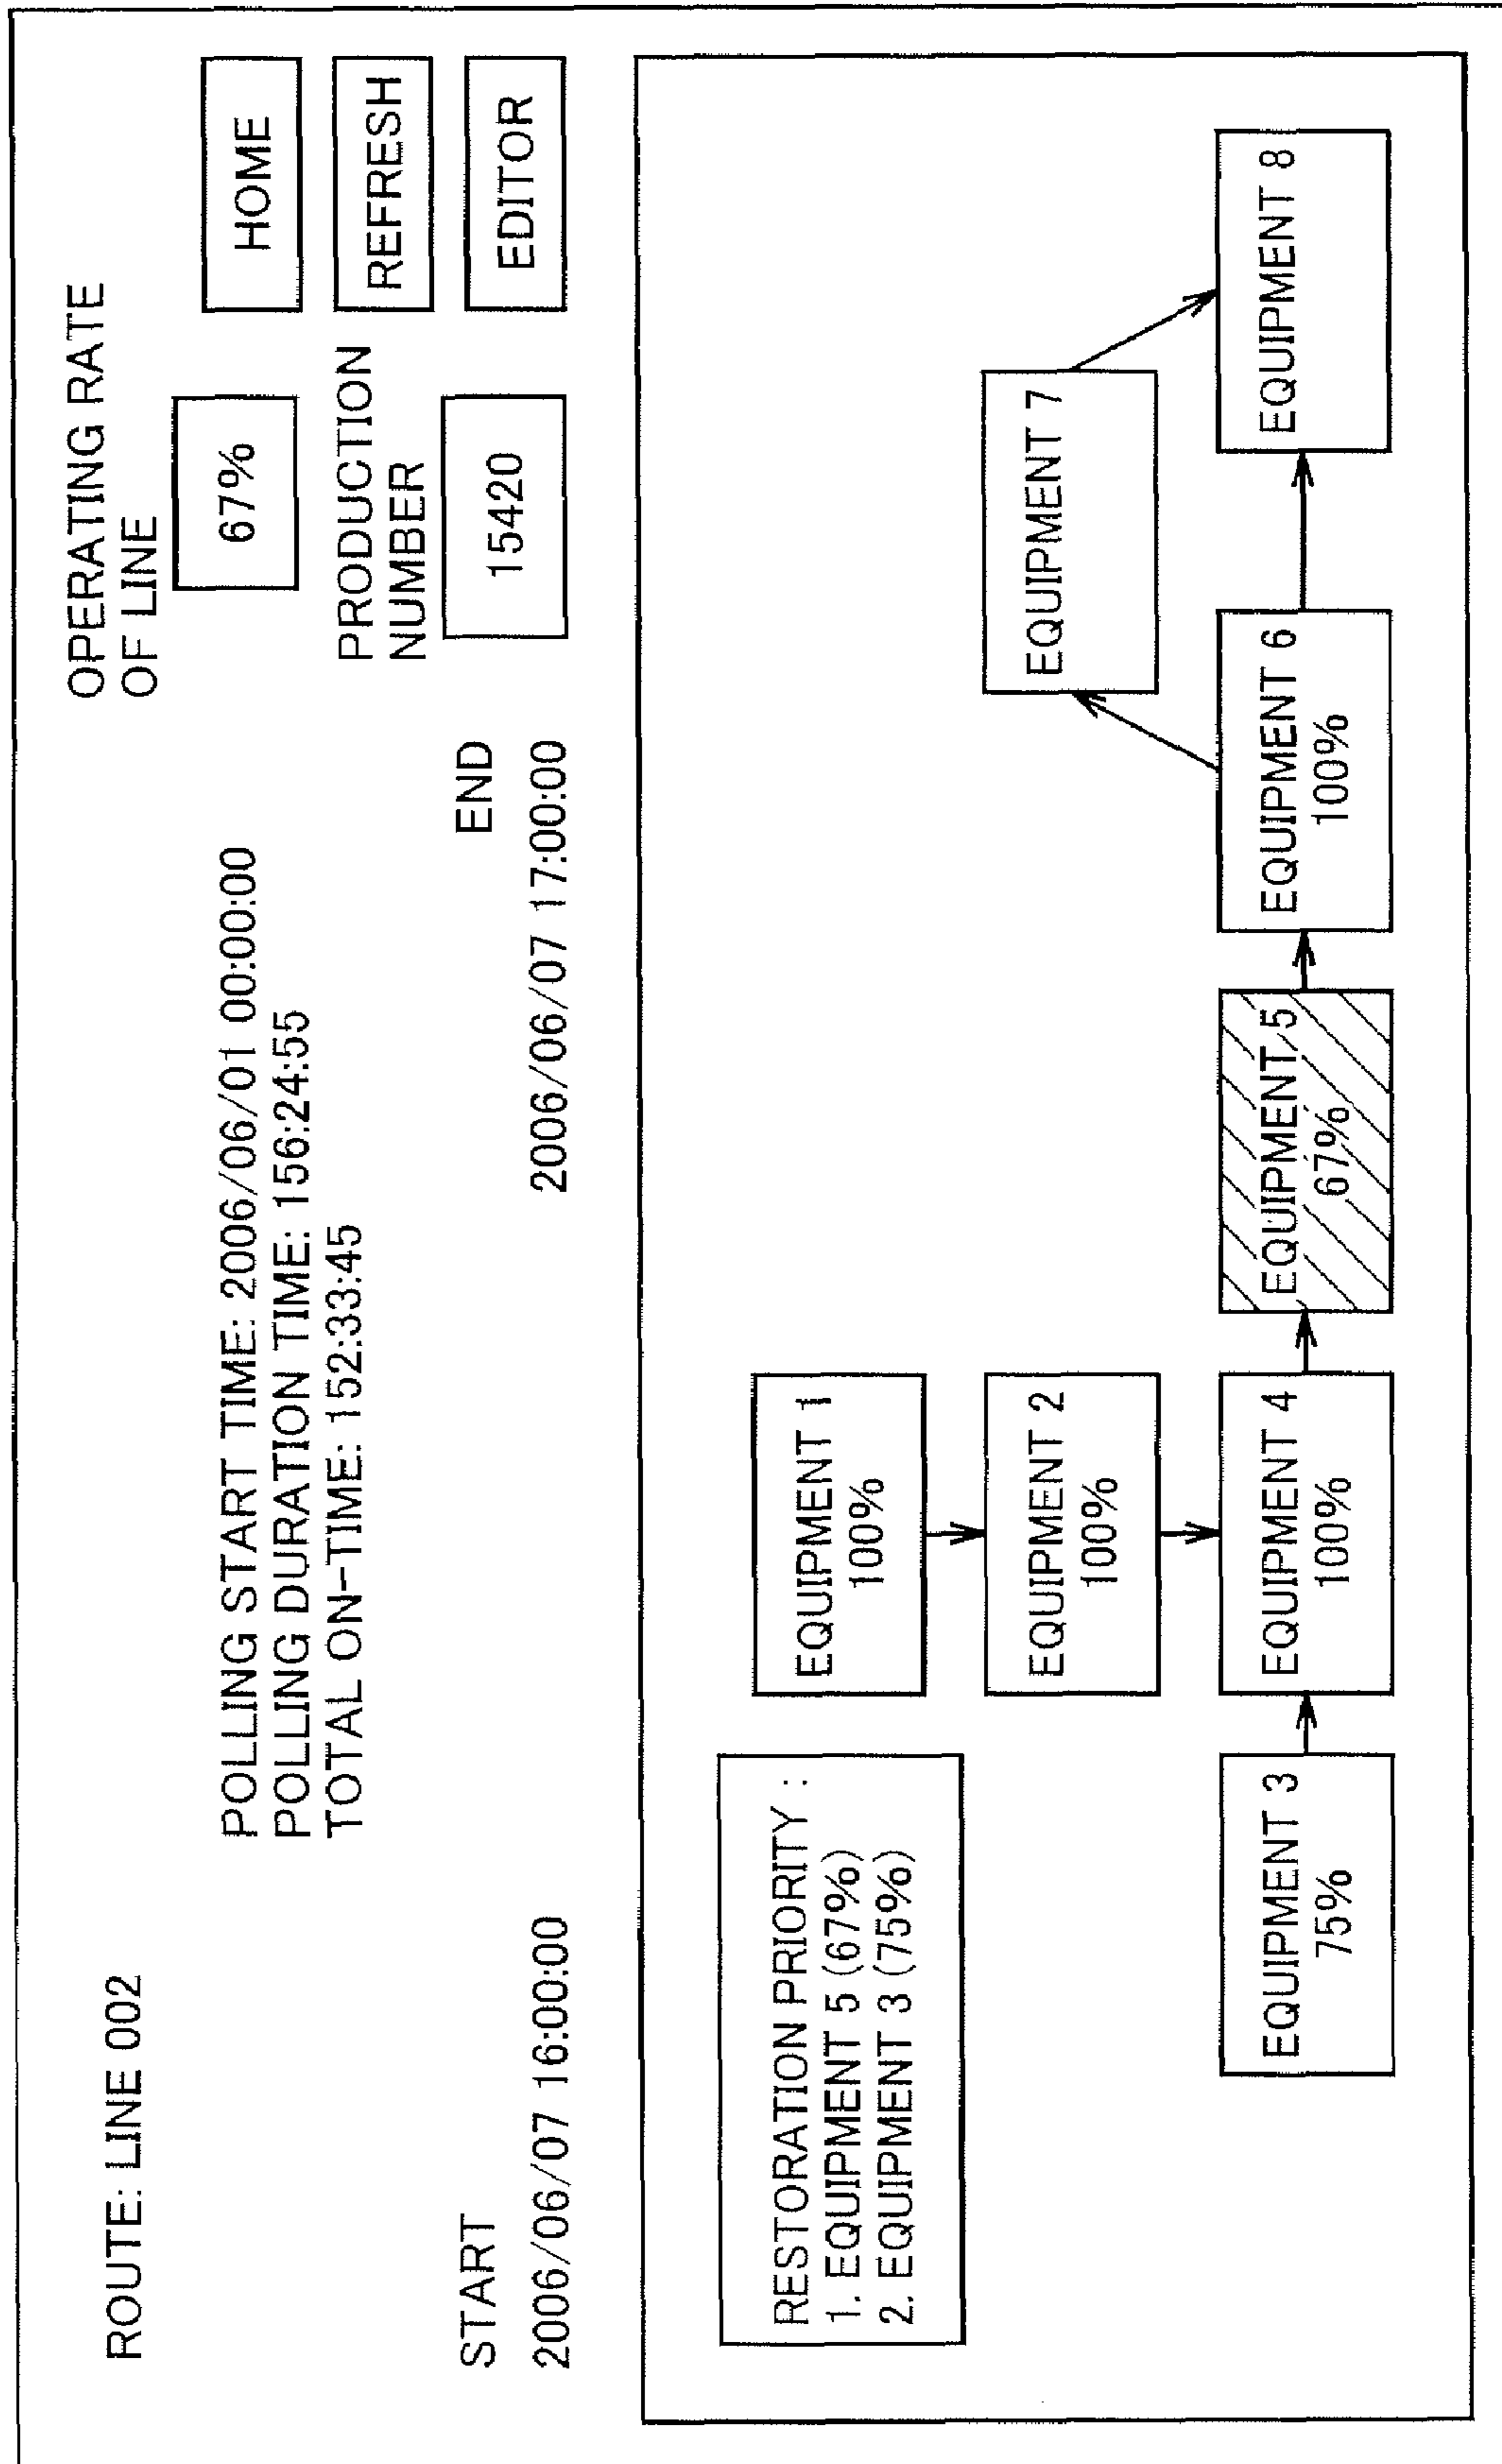 ROUTE: LINE 002
POLLING START TIME: 2006/06/01 00:00:00
POLLING DURATION TIME: 156:24:55
TOTAL ON-TIME: 152:33:45
OPERATING RATE
OF LINE
67%
HOME
REFRESH
EDITOR
PRODUCTION
NUMBER
15420
START
2006/06/07 16:00:00
END
2006/06/07 17:00:00
RESTORATION PRIORITY :
1. EQUIPMENT 5 (67%)
2. EQUIPMENT 3 (75%)
EQUIPMENT 1
100%
EQUIPMENT 2
100%
EQUIPMENT 3
75%
EQUIPMENT 4
100%
EQUIPMENT 5
67%
EQUIPMENT 6
100%
EQUIPMENT 7
EQUIPMENT 8